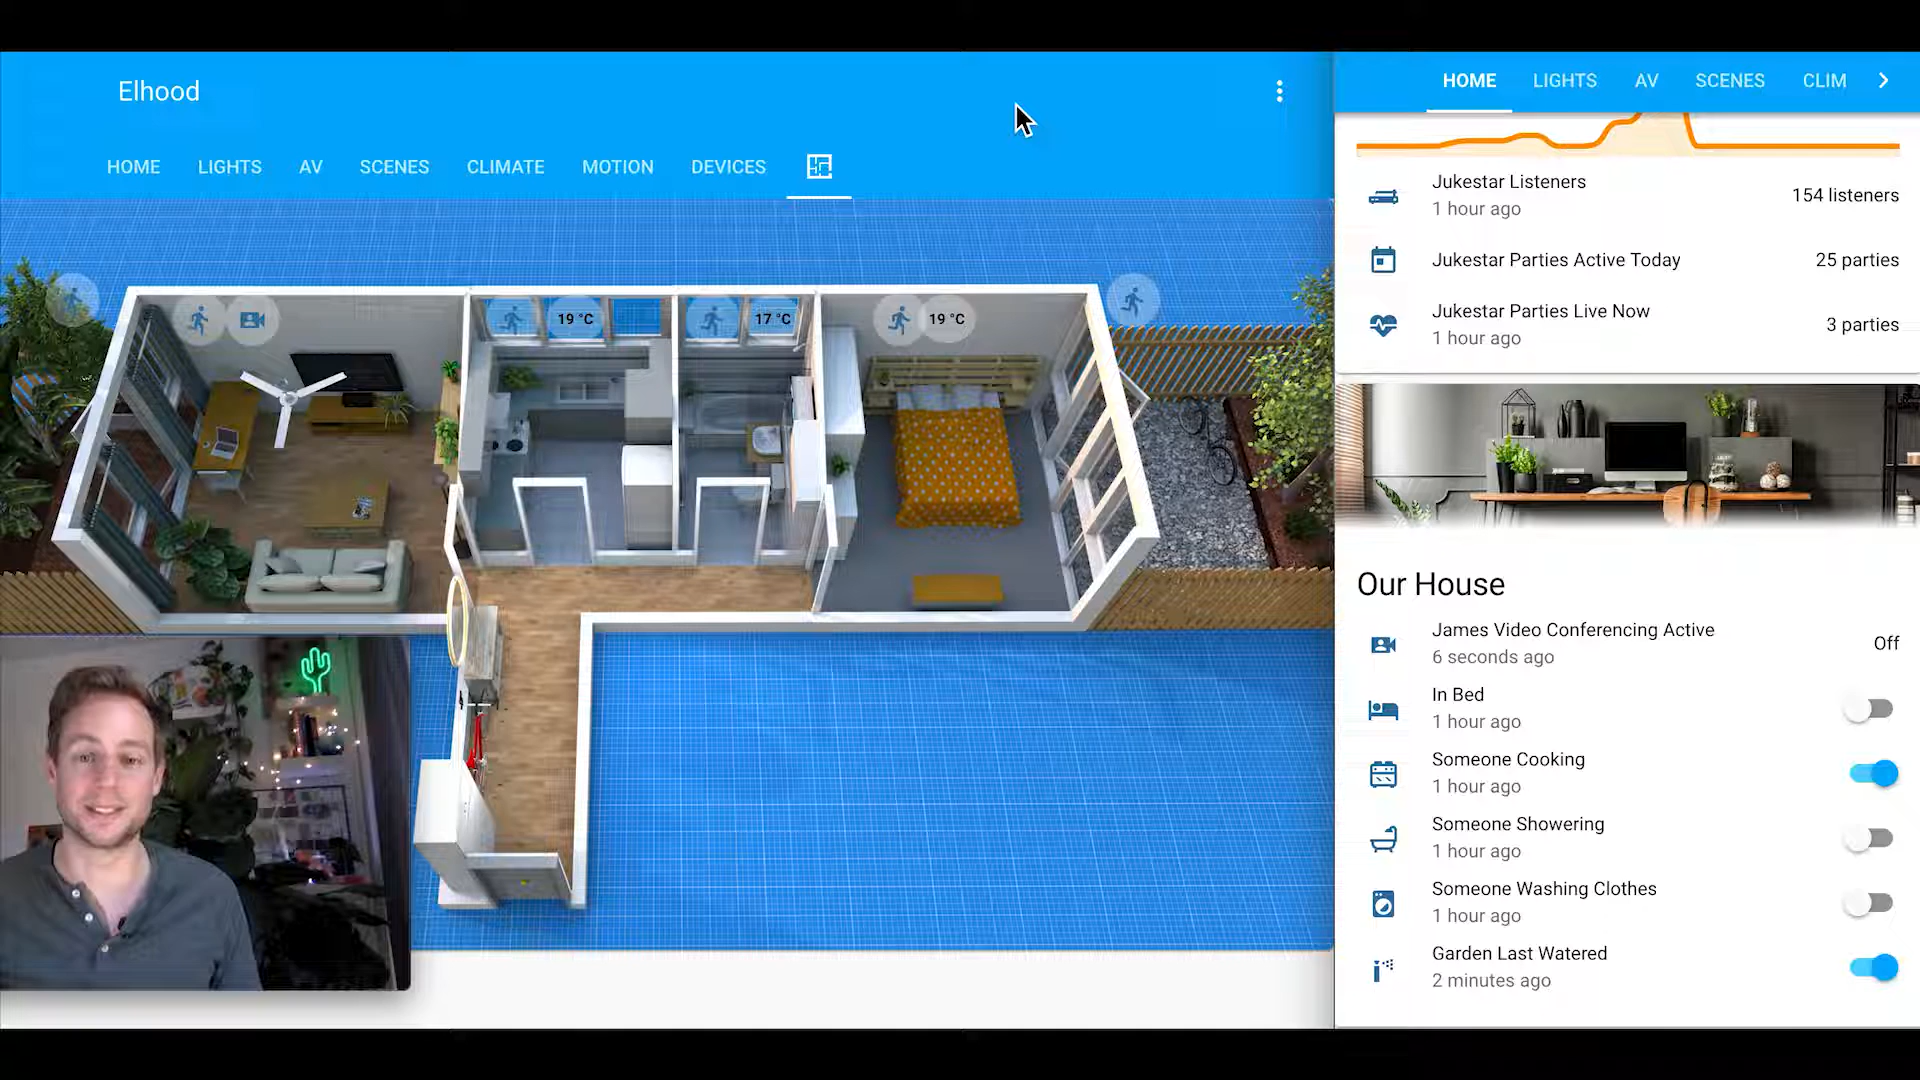 Elhood
HOME LIGHTS AV SCENES CLIMATE MOTION DEVICES
19 °C
17 °C
19 °C
HOME LIGHTS AV SCENES CLIM
Jukestar Listeners
1 hour ago
154 listeners
Jukestar Parties Active Today
25 parties
Jukestar Parties Live Now
1 hour ago
3 parties
Our House
James Video Conferencing Active
6 seconds ago
Off
In Bed
1 hour ago
Someone Cooking
1 hour ago
Someone Showering
1 hour ago
Someone Washing Clothes
1 hour ago
Garden Last Watered
2 minutes ago